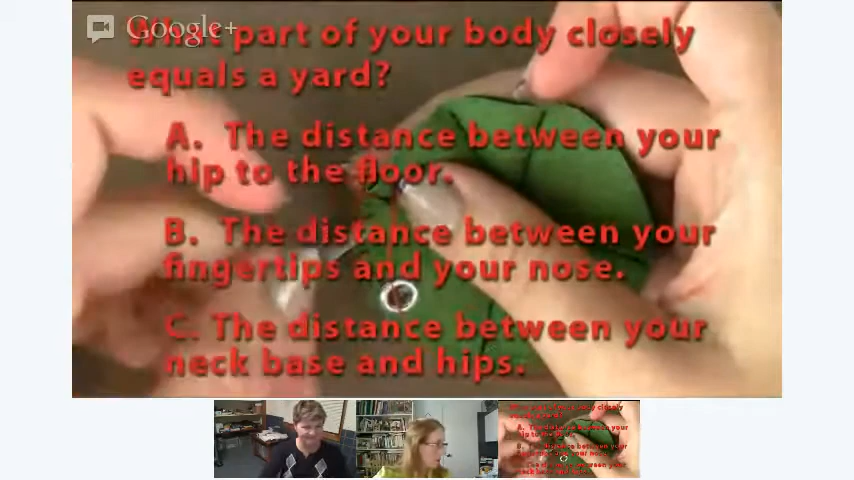 Google+
What part of your body closely
equals a yard?
A. The distance between your
hip to the floor.
B. The distance between your
fingertips and your nose.
C. The distance between your
neck base and hips.